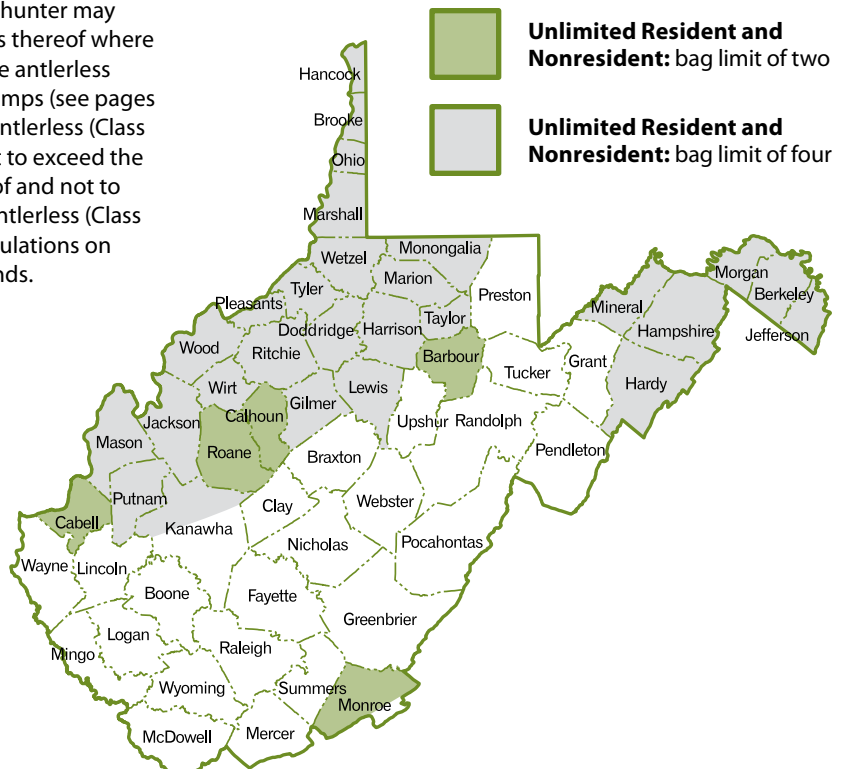 hunter may
s thereof where
e antlerless
mps (see pages
ntlerless (Class
t to exceed the
of and not to
ntlerless (Class
ulations on
nds.
Unlimited Resident and
Nonresident: bag limit of two
Unlimited Resident and
Nonresident: bag limit of four
Hancock
Brooke
Ohio
Marshall
Wetzel
Monongalia
Marion
Preston
Tyler
Pleasants
Doddridge
Harrison
Taylor
Wood
Ritchie
Barbour
Tucker
Grant
Mineral
Morgan
Berkeley
Hampshire
Jefferson
Hardy
Wirt
Lewis
Gilmer
Calhoun
Jackson
Upshur
Randolph
Mason
Roane
Braxton
Pendleton
Putnam
Clay
Webster
Cabell
Kanawha
Nicholas
Pocahontas
Wayne
Lincoln
Boone
Fayette
Greenbrier
Logan
Raleigh
Mingo
Wyoming
Summers
Monroe
McDowell
Mercer